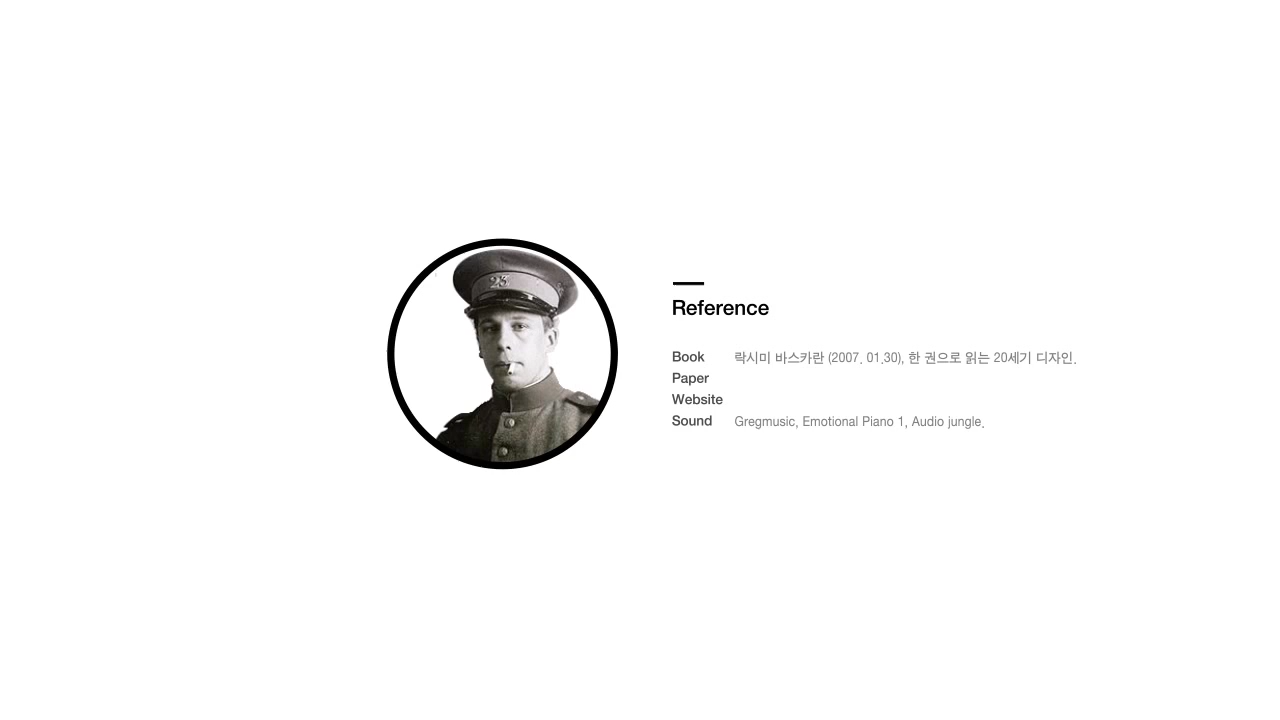 23
Reference
Book 락시미 바스카란 (2007. 01.30), 한 권으로 읽는 20세기 디자인.
Paper
Website
Sound Gregmusic, Emotional Piano 1, Audio jungle.